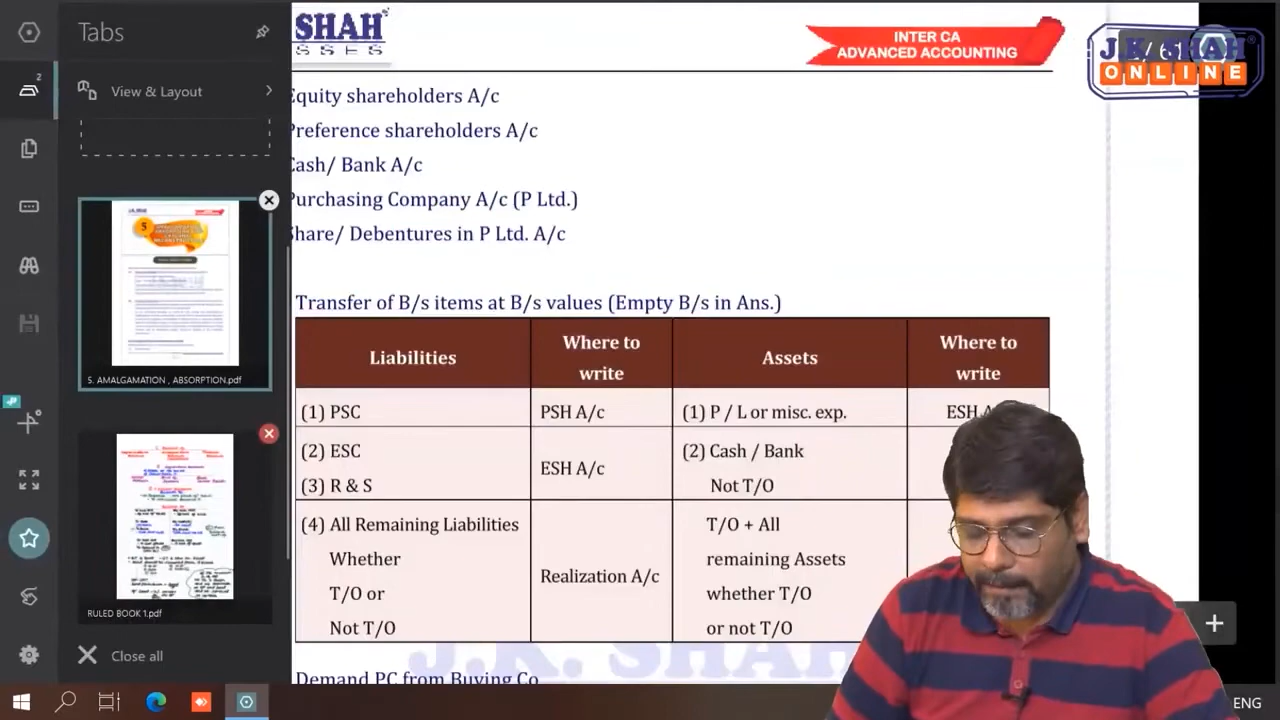 Tabs
View & Layout
2
5. AMALGAMATION , ABSORPTION.pdf
RULED BOOK 1.pdf
Close all
SHAH
SSES
INTER CA
ADVANCED ACCOUNTING
J.K. SHAH
ONLINE
Equity shareholders A/c
Preference shareholders A/c
Cash/ Bank A/c
Purchasing Company A/c (P Ltd.)
Share/ Debentures in P Ltd. A/c
Transfer of B/s items at B/s values (Empty B/s in Ans.)
Liabilities Where to write Assets Where to write
(1) PSC PSH A/c (1) P / L or misc. exp. ESH
(2) ESC ESH A/c (2) Cash / Bank
(3) R & S Not T/O
(4) All Remaining Liabilities Realization A/c T/O + All
Whether remaining Assets
T/O or whether T/O
Not T/O or not T/O
J.K. SHAH
Demand PC from Buying Co
ENG